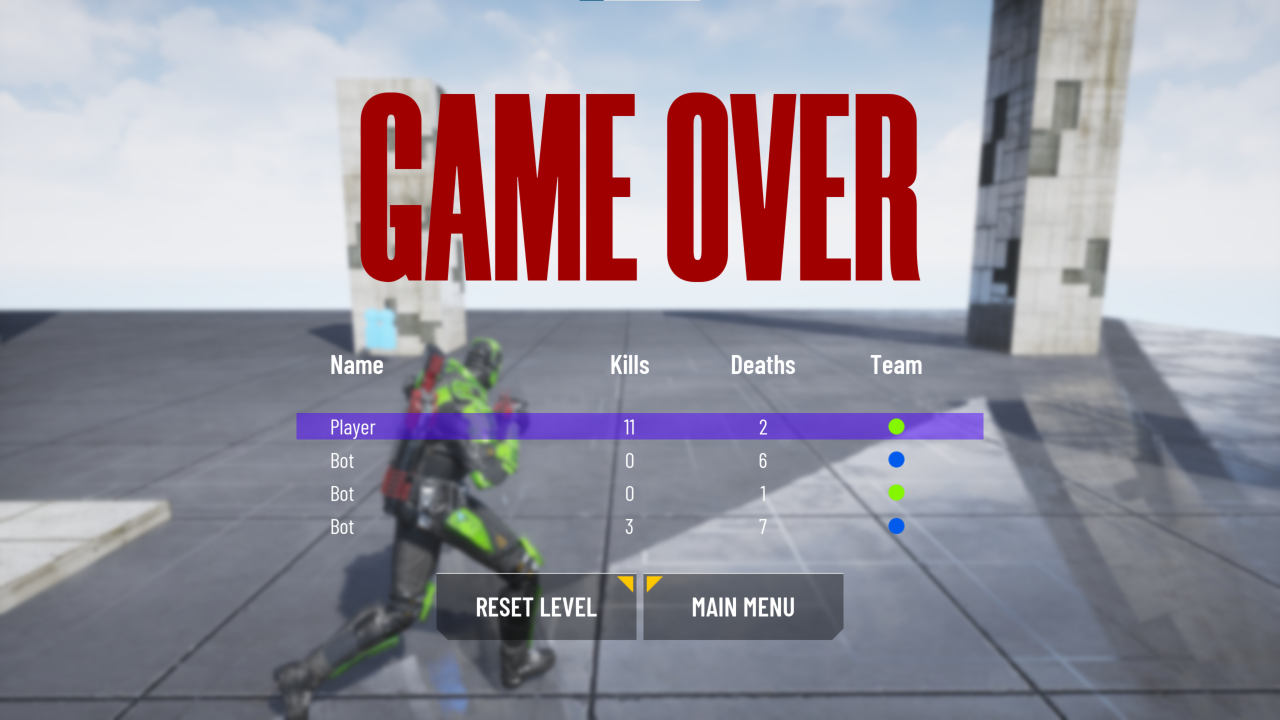 GAME OVER
Name Kills Deaths Team
Player 11 2
Bot 0 6
Bot 0 1
Bot 3 7
RESET LEVEL MAIN MENU